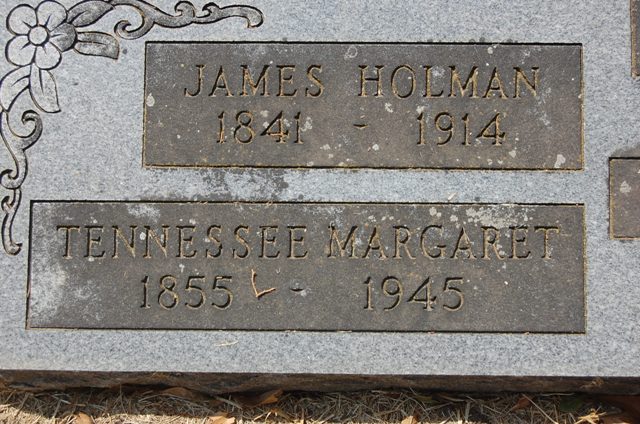 JAMES HOLMAN
1841 - 1914
TENNESSEE MARGARET
1855 - 1945